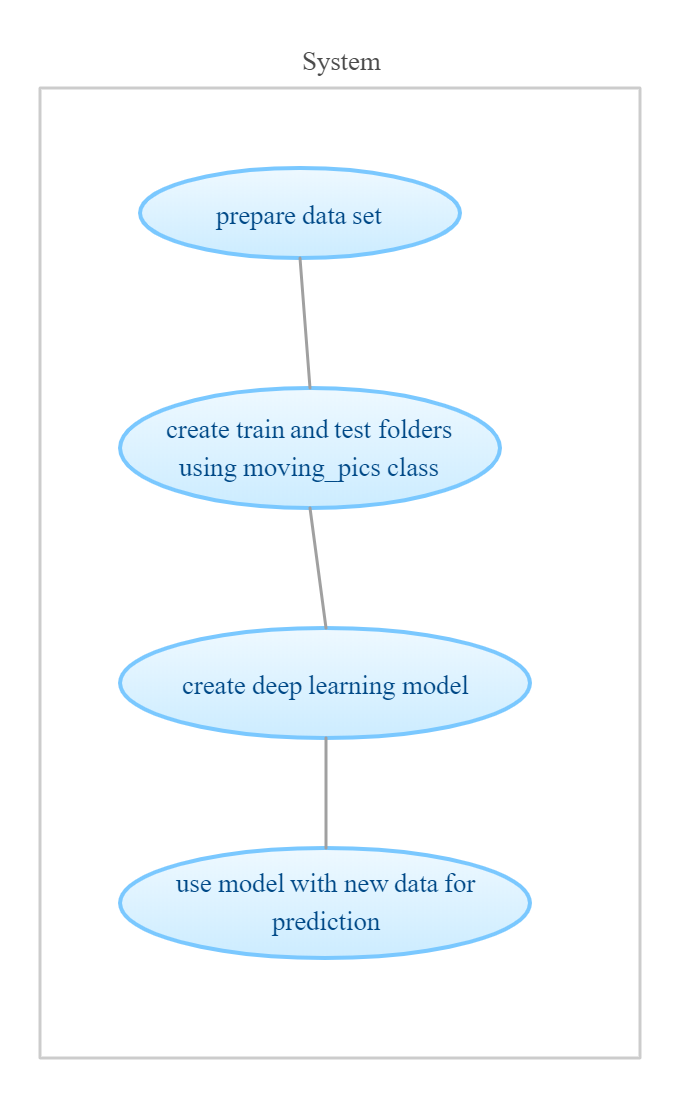 System
prepare data set
create train and test folders
using moving_pics class
create deep learning model
use model with new data for
prediction